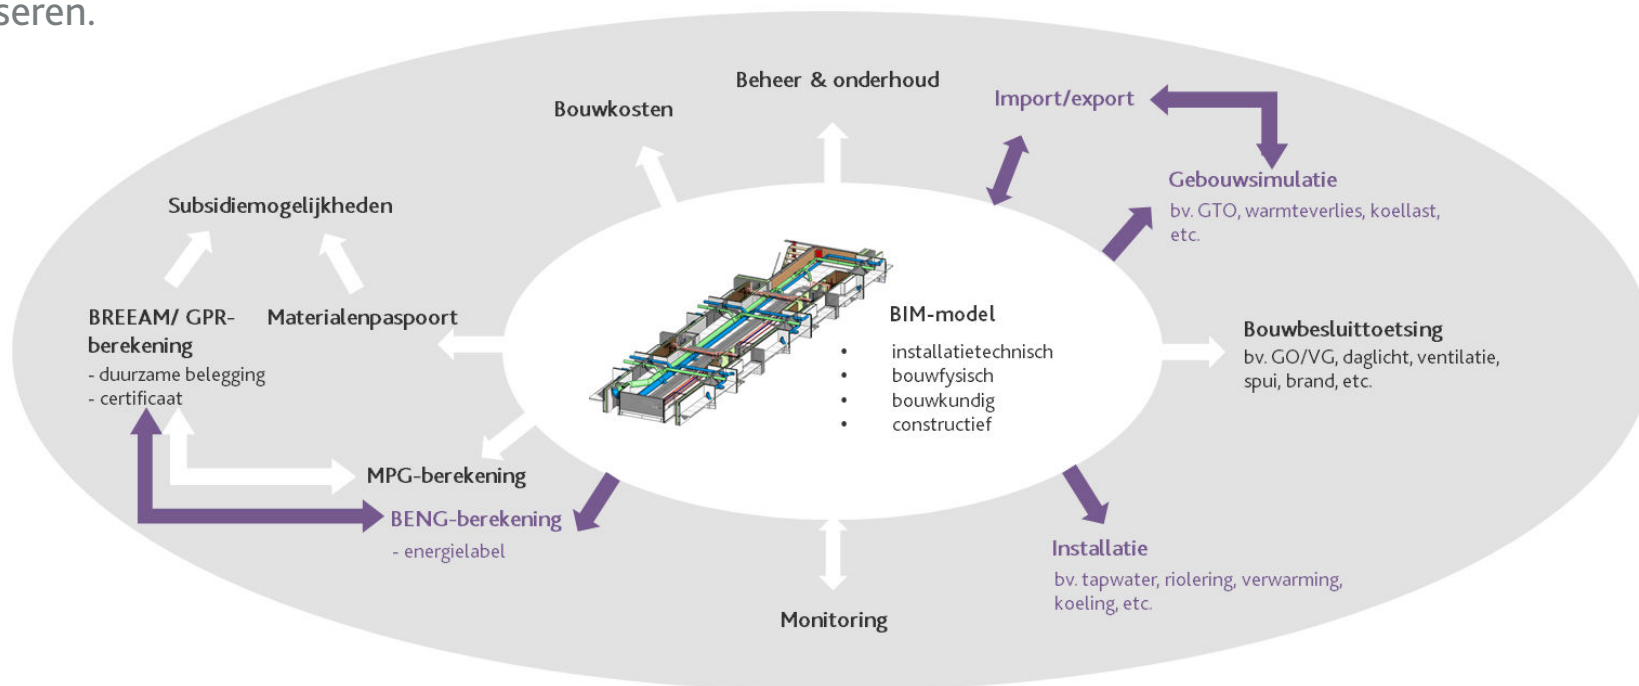 seren.
Beheer & onderhoud
Bouwkosten
Import/export
Gebouwsimulatie
bv. GTO, warmteverlies, koellast,
etc.
Subsidiemogelijkheden
BREEAM/ GPR-
berekening
- duurzame belegging
- certificaat
Materialenpaspoort
BIM-model
• installatietechnisch
• bouwfysisch
• bouwkundig
• constructief
Bouwbesluittoetsing
bv. GO/VG, daglicht, ventilatie,
spui, brand, etc.
MPG-berekening
BENG-berekening
- energielabel
Installatie
bv. tapwater, riolering, verwarming,
koeling, etc.
Monitoring